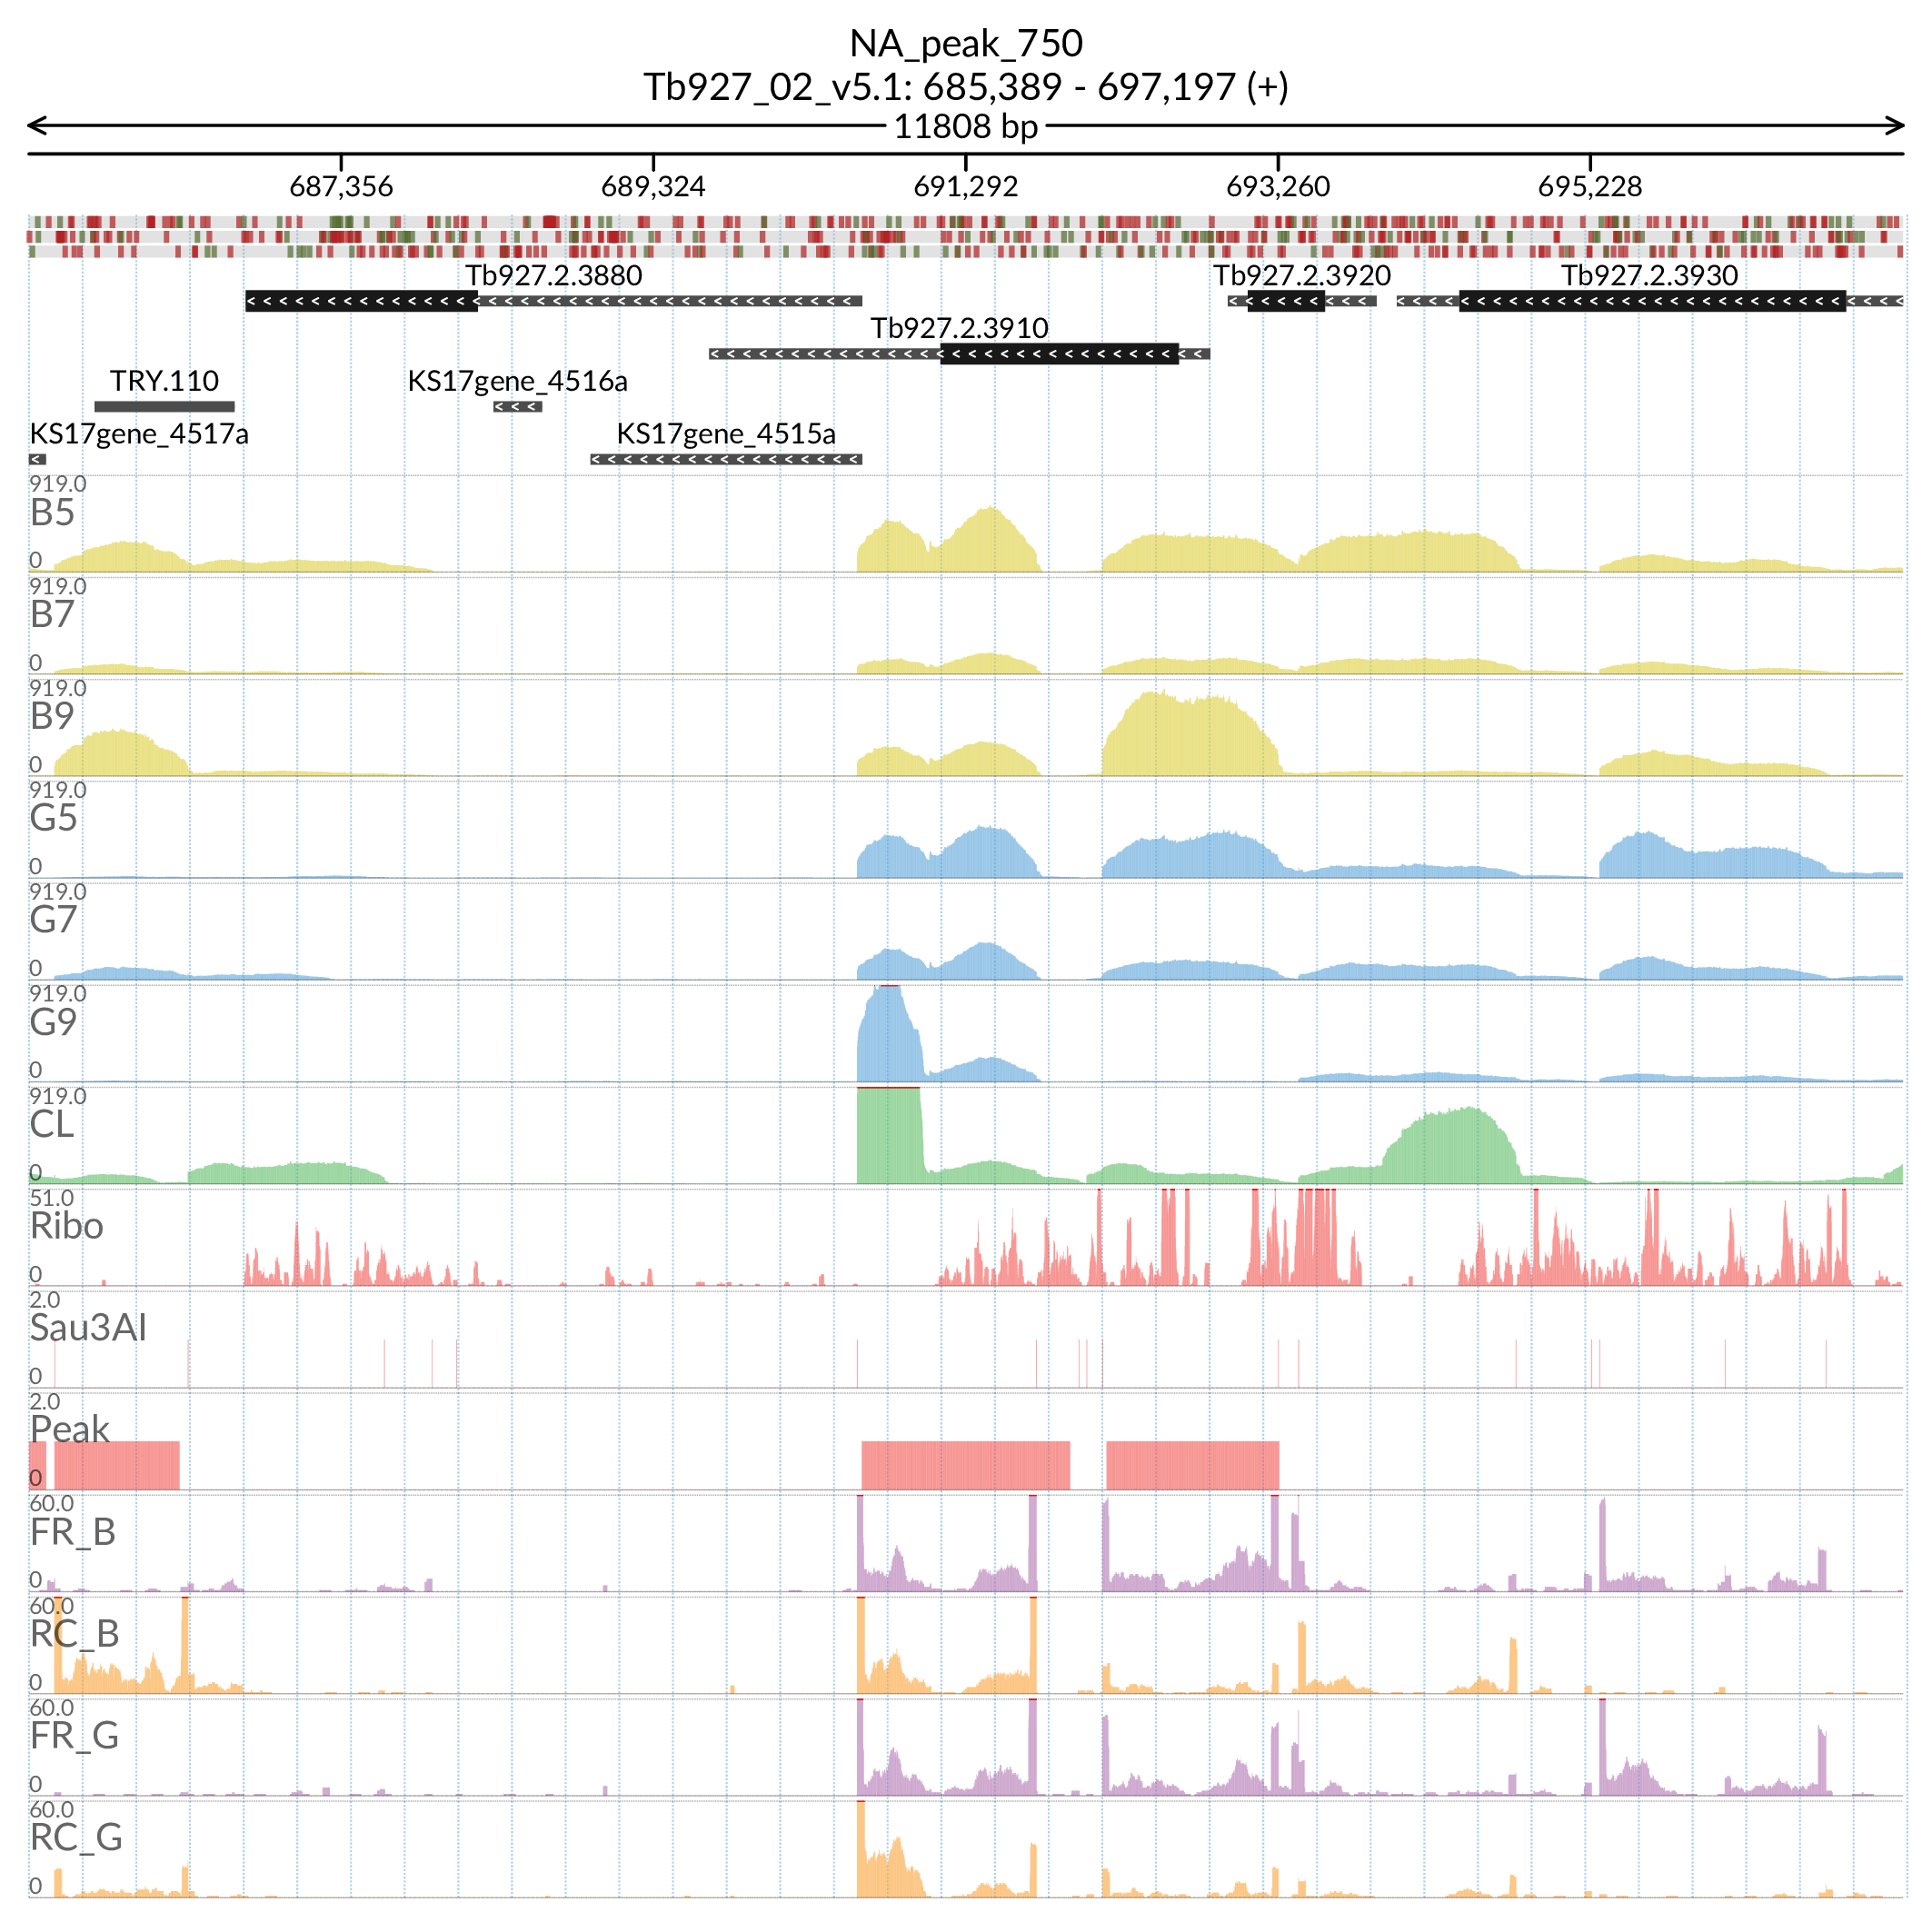 NA_peak_750
Tb927_02_v5.1: 685,389 - 697,197 (+)
11808 bp
687,356 689,324 691,292 693,260 695,228
Tb927.2.3880 Tb927.2.3920 Tb927.2.3930
Tb927.2.3910
TRY.110 KS17gene_4516a
KS17gene_4517a KS17gene_4515a
919.0
B5
0
919.0
B7
0
919.0
B9
0
919.0
G5
0
919.0
G7
0
919.0
G9
0
919.0
CL
0
51.0
Ribo
0
2.0
Sau3AI
0
2.0
Peak
0
60.0
FR_B
0
60.0
RC_B
0
60.0
FR_G
0
60.0
RC_G
0